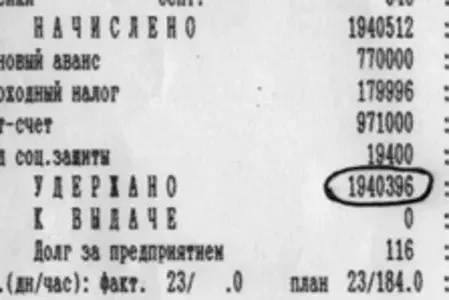 сент.
НАЧИСЛЕНО 1940512
новый аванс 770000
оходный налог 179996
т-счет 971000
соц.защиты 19400
УДЕРЖАНО 1940396
К ВЫДАЧЕ 0
Долг за предприятием 116
.(дн/час): факт. 23/ .0 план 23/184.0 :